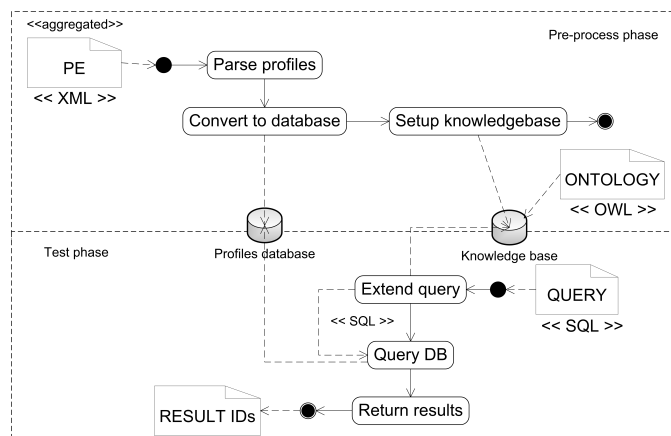 <<aggregated>>
Pre-process phase
PE
Parse profiles
<< XML >>
Convert to database
Setup knowledgebase
ONTOLOGY
<< OWL >>
Test phase
Profiles database
Knowledge base
Extend query
QUERY
<< SQL >>
<< SQL >>
Query DB
RESULT IDs
Return results